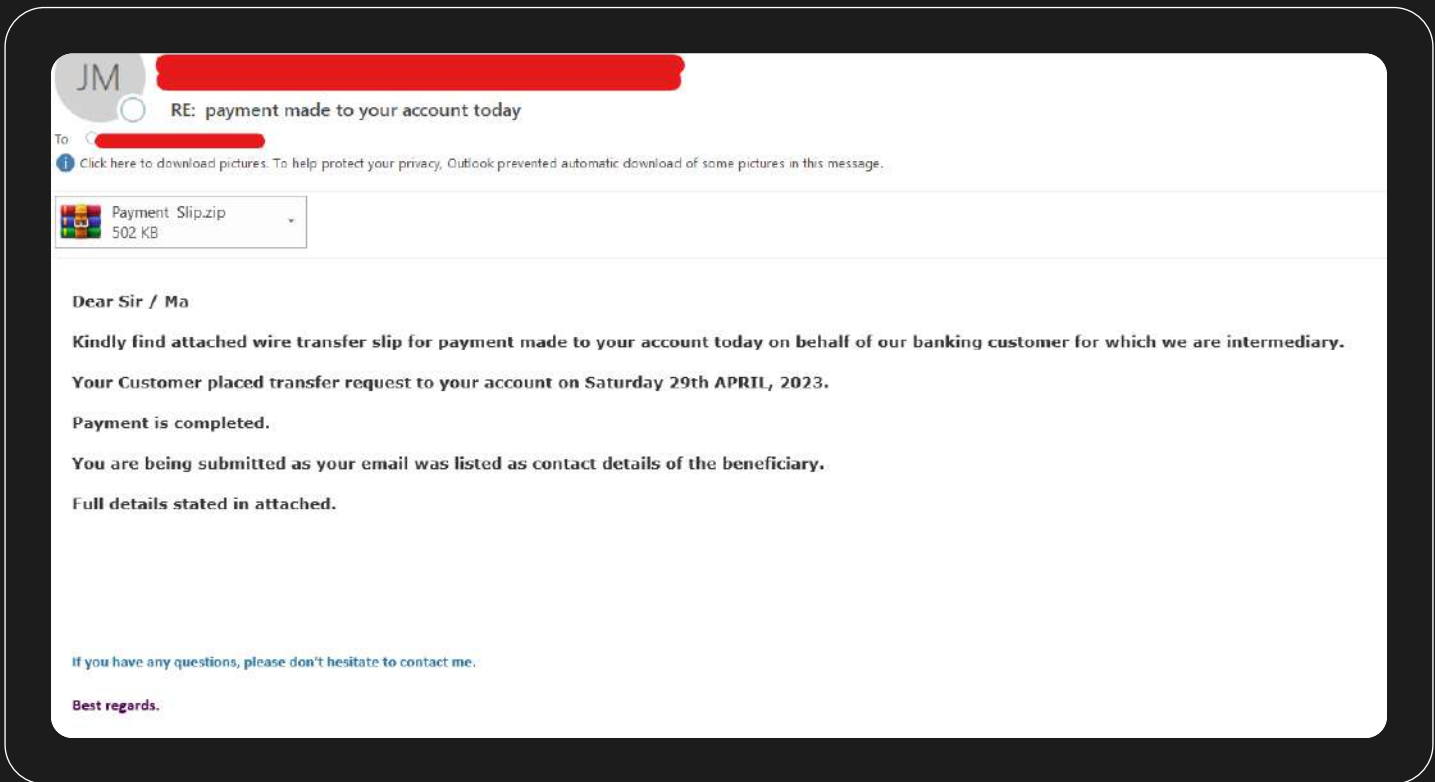 JM
RE: payment made to your account today
To
Click here to download pictures. To help protect your privacy, Outlook prevented automatic download of some pictures in this message.
Payment Slip.zip
502 KB
Dear Sir / Ma
Kindly find attached wire transfer slip for payment made to your account today on behalf of our banking customer for which we are intermediary.
Your Customer placed transfer request to your account on Saturday 29th APRIL, 2023.
Payment is completed.
You are being submitted as your email was listed as contact details of the beneficiary.
Full details stated in attached.
If you have any questions, please don't hesitate to contact me.
Best regards.